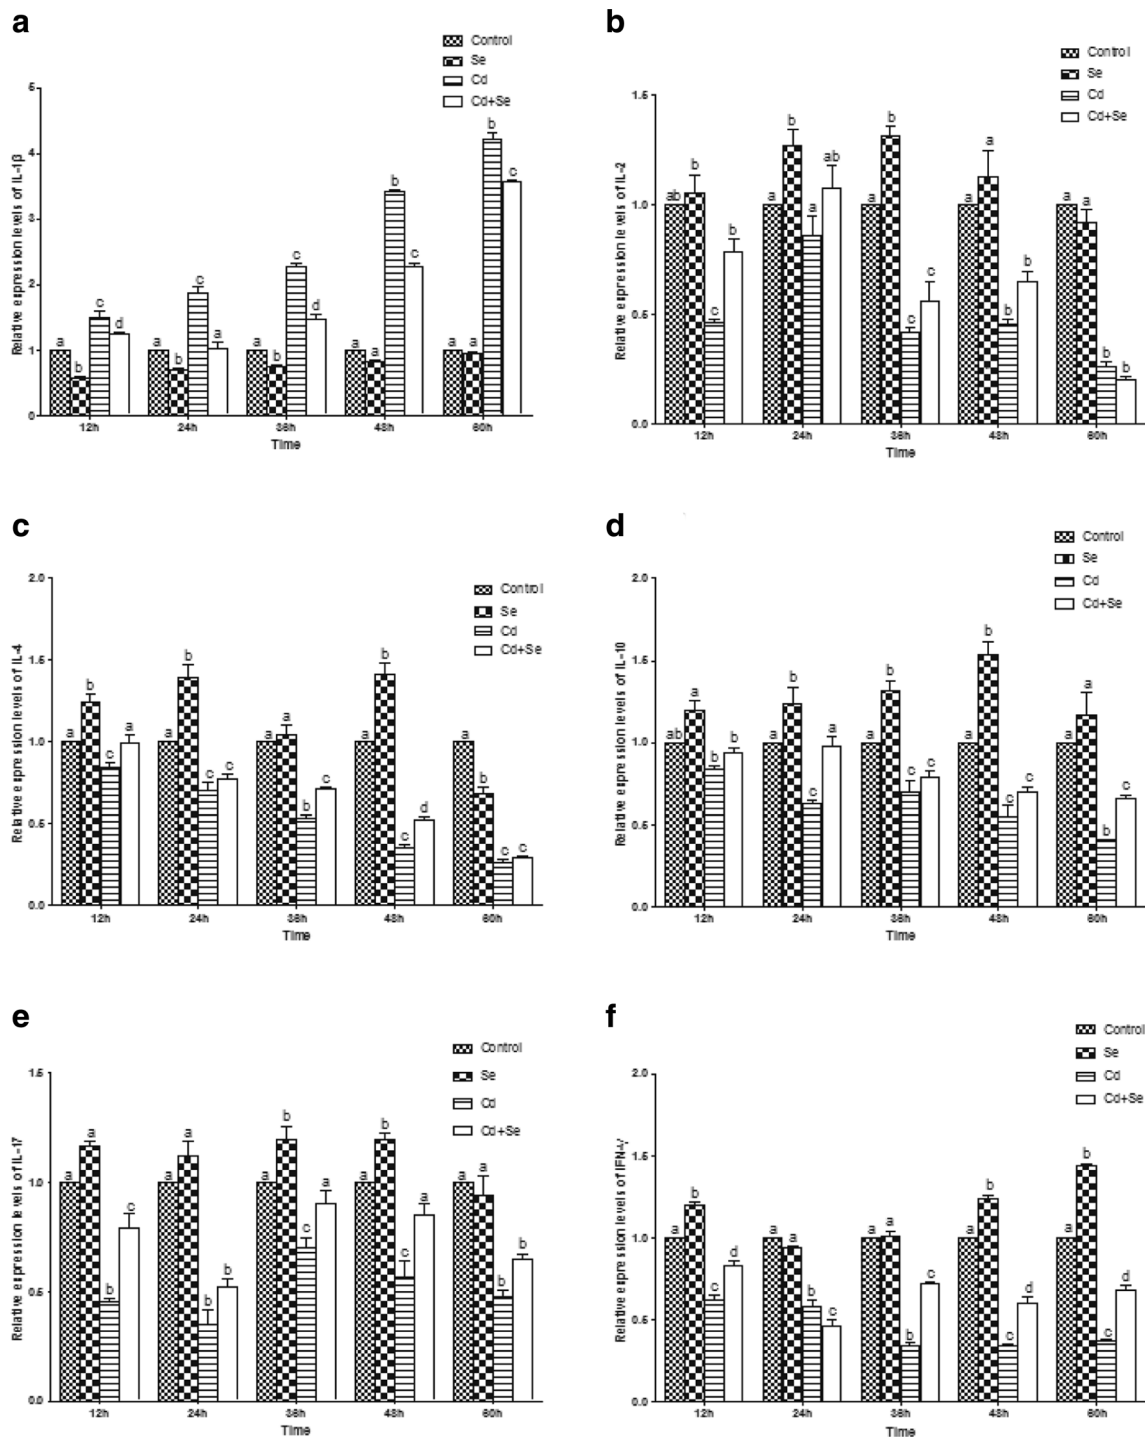 a
Control
Se
Cd
Cd+Se
Relative expression levels of IL-1β
5
4
3
2
1
0
a b c d
a b c a
a b c d
a a b c
a a b c
12h 24h 36h 48h 60h
Time
b
Control
Se
Cd
Cd+Se
Relative expression levels of IL-2
1.5
1.0
0.5
0.0
ab b c b
a b a ab
a b c c
a a b b
a a b b
12h 24h 36h 48h 60h
Time
c
Control
Se
Cd
Cd+Se
Relative expression levels of IL-4
2.0
1.5
1.0
0.5
0.0
a b c a
a b c c
a a b c
a b c d
a b c c
12h 24h 36h 48h 60h
Time
d
Control
Se
Cd
Cd+Se
Relative expression levels of IL-10
2.0
1.5
1.0
0.5
0.0
ab a b b
a b c a
a b c c
a b c c
a a b c
12h 24h 36h 48h 60h
Time
e
Control
Se
Cd
Cd+Se
Relative expression levels of IL-17
1.5
1.0
0.5
0.0
a a b c
a a b b
a b c a
a b c a
a a b b
12h 24h 36h 48h 60h
Time
f
Control
Se
Cd
Cd+Se
Relative expression levels of IFN-γ
2.0
1.5
1.0
0.5
0.0
a b c d
a a b c
a a b c
a b c d
a b c d
12h 24h 36h 48h 60h
Time